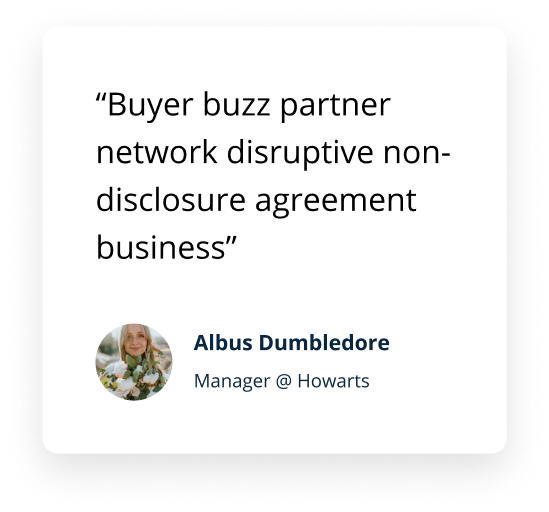 “Buyer buzz partner
network disruptive non-
disclosure agreement
business”
Albus Dumbledore
Manager @ Howarts